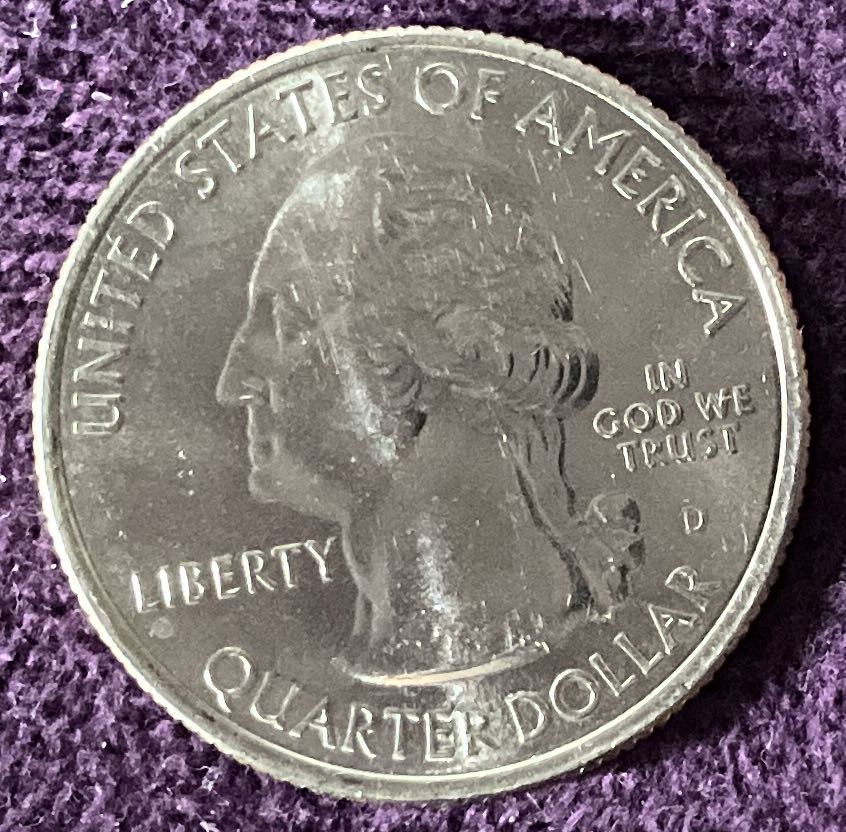 UNITED STATES OF AMERICA
LIBERTY
IN
GOD WE
TRUST
D
QUARTER DOLLAR